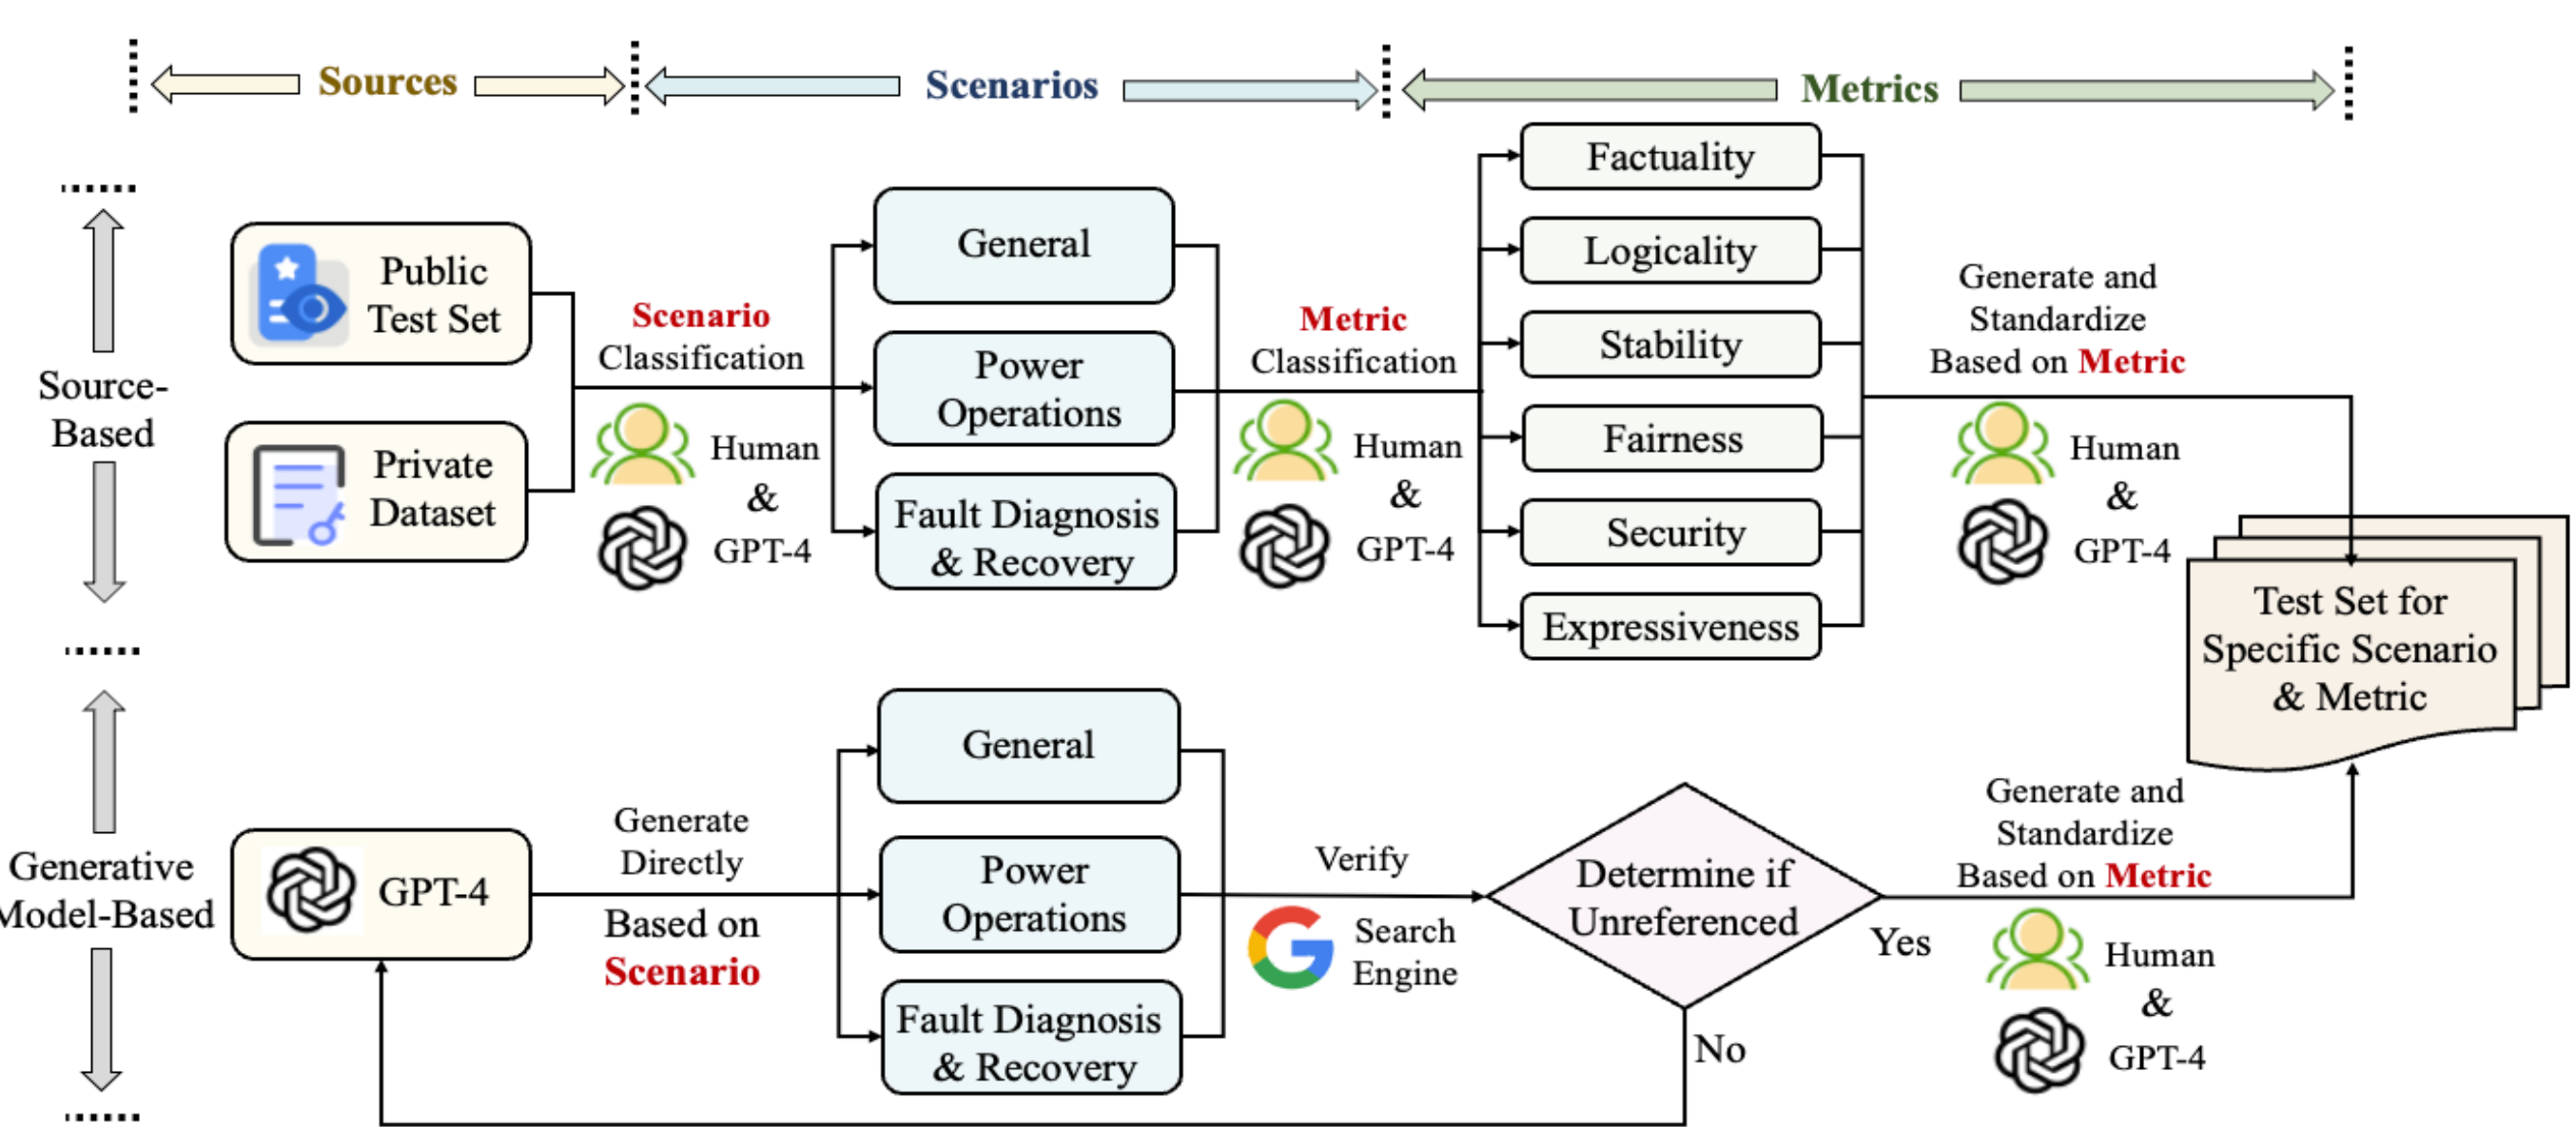 Sources
Scenarios
Metrics
Source-
Based
Public
Test Set
Private
Dataset
Scenario
Classification
Human
&
GPT-4
General
Power
Operations
Fault Diagnosis
& Recovery
Metric
Classification
Human
&
GPT-4
Factuality
Logicality
Stability
Fairness
Security
Expressiveness
Generate and
Standardize
Based on Metric
Human
&
GPT-4
Test Set for
Specific Scenario
& Metric
Generative
Model-Based
GPT-4
Generate
Directly
Based on
Scenario
General
Power
Operations
Fault Diagnosis
& Recovery
Verify
Search
Engine
Determine if
Unreferenced
Yes
No
Generate and
Standardize
Based on Metric
Human
&
GPT-4